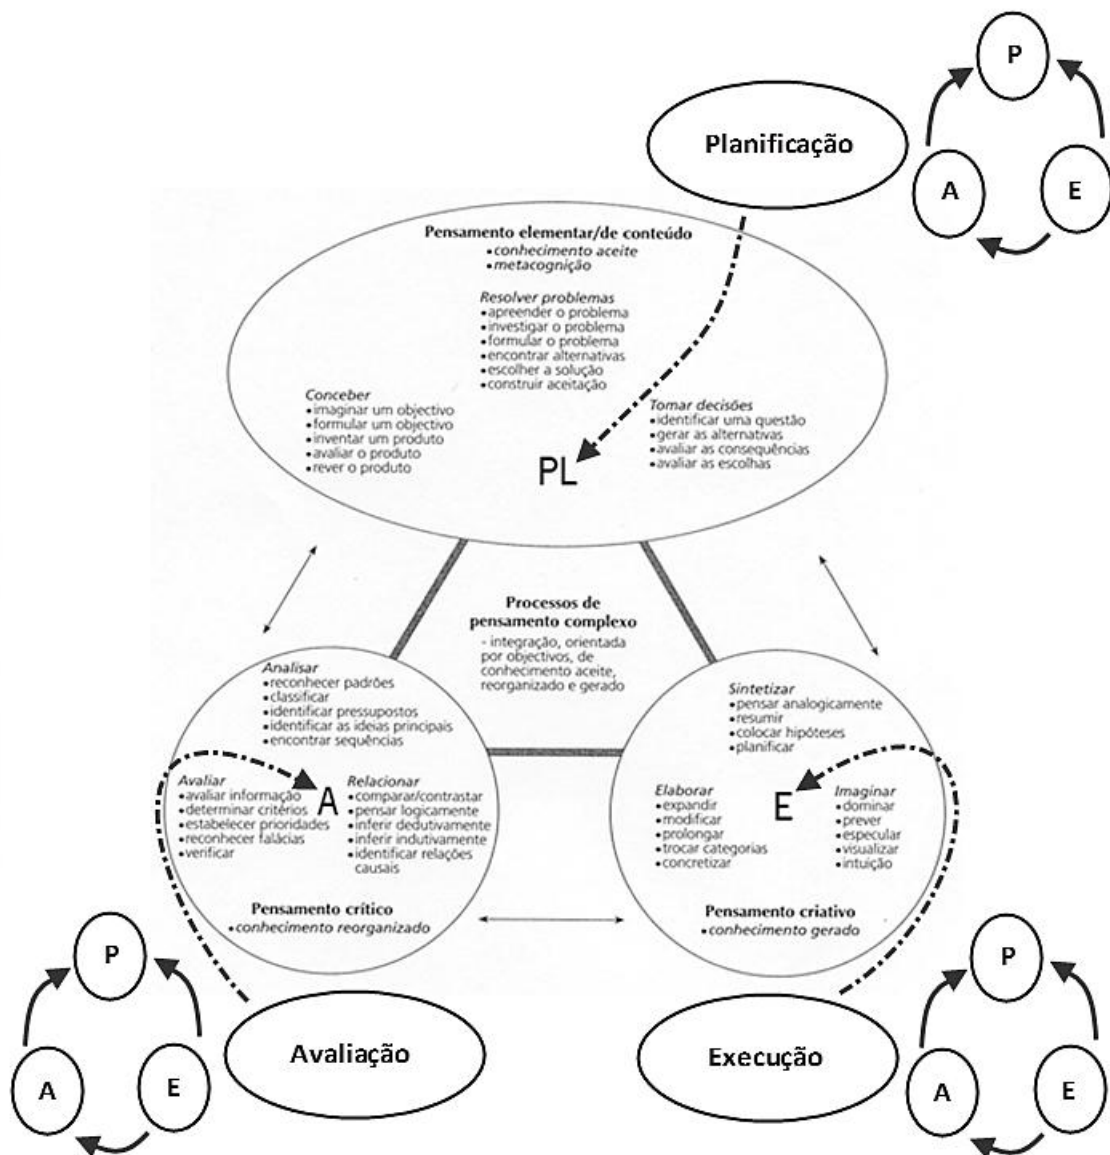 P
Planificação
A
E
Pensamento elementar/de conteúdo
•conhecimento aceite
•metacognição
Resolver problemas
•apreender o problema
•investigar o problema
•formular o problema
•encontrar alternativas
•escolher a solução
•construir aceitação
Conceber
•imaginar um objectivo
•formular um objectivo
•inventar um produto
•avaliar o produto
•rever o produto
Tomar decisões
•identificar uma questão
•gerar as alternativas
•avaliar as consequências
•avaliar as escolhas
PL
Processos de
pensamento complexo
- integração, orientada
por objectivos, de
conhecimento aceite,
reorganizado e gerado
Analisar
•reconhecer padrões
•classificar
•identificar pressupostos
•identificar as ideias principais
•encontrar sequências
Avaliar
•avaliar informação
•determinar critérios
•estabelecer prioridades
•reconhecer falácias
•verificar
A
Relacionar
•comparar/contrastar
•pensar logicamente
•inferir dedutivamente
•inferir indutivamente
•identificar relações
causais
Pensamento crítico
•conhecimento reorganizado
Sintetizar
•pensar analogicamente
•resumir
•colocar hipóteses
•planificar
Elaborar
•expandir
•modificar
•prolongar
•trocar categorias
•concretizar
E
Imaginar
•dominar
•prever
•especular
•visualizar
•intuição
Pensamento criativo
•conhecimento gerado
P
A
E
Avaliação
Execução
P
A
E